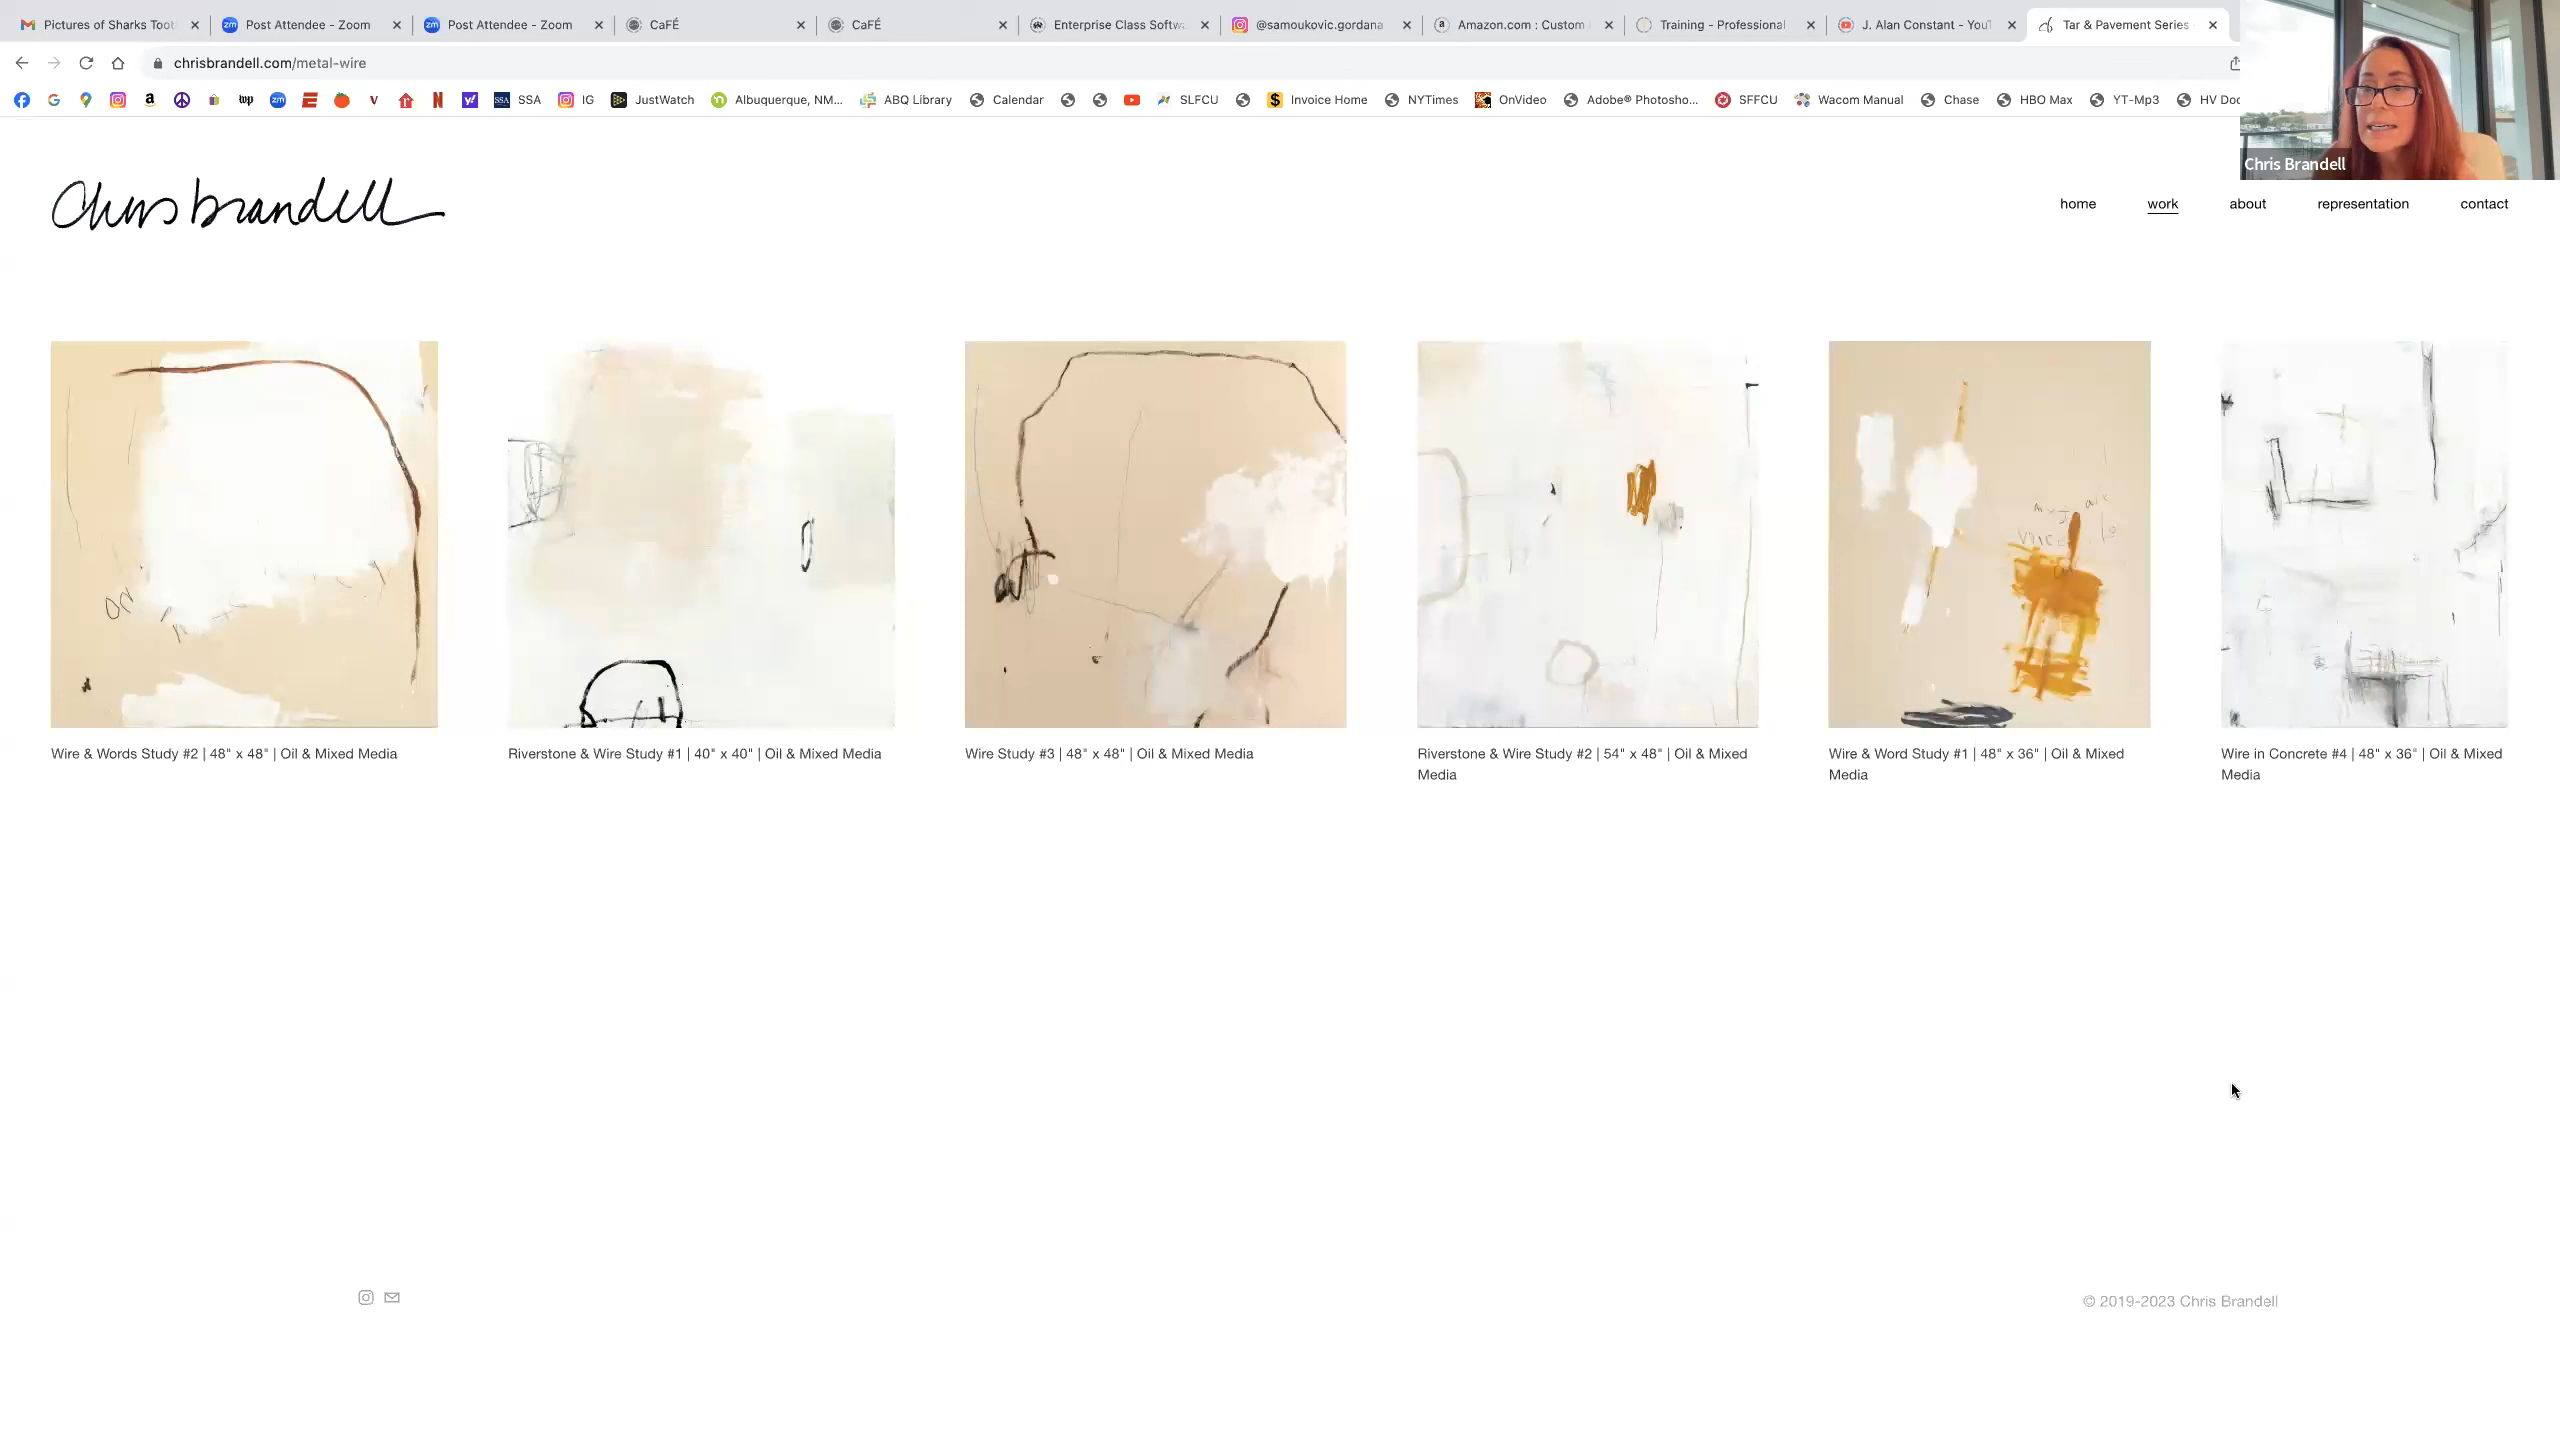 Pictures of Sharks Toot
Post Attendee - Zoom
Post Attendee - Zoom
CaFÉ
CaFÉ
Enterprise Class Softw
@samoukovic.gordana
Amazon.com : Custom
Training - Professional
J. Alan Constant - YouT
Tar & Pavement Series
chrisbrandell.com/metal-wire
SSA IG JustWatch Albuquerque, NM... ABQ Library Calendar SLFCU Invoice Home NYTimes OnVideo Adobe® Photosho... SFFCU Wacom Manual Chase HBO Max YT-Mp3 HV Doc
Chris Brandell
Chris brandell
home work about representation contact
Wire & Words Study #2 | 48" x 48" | Oil & Mixed Media
Riverstone & Wire Study #1 | 40" x 40" | Oil & Mixed Media
Wire Study #3 | 48" x 48" | Oil & Mixed Media
Riverstone & Wire Study #2 | 54" x 48" | Oil & Mixed
Media
Wire & Word Study #1 | 48" x 36" | Oil & Mixed
Media
Wire in Concrete #4 | 48" x 36" | Oil & Mixed
Media
© 2019-2023 Chris Brandell